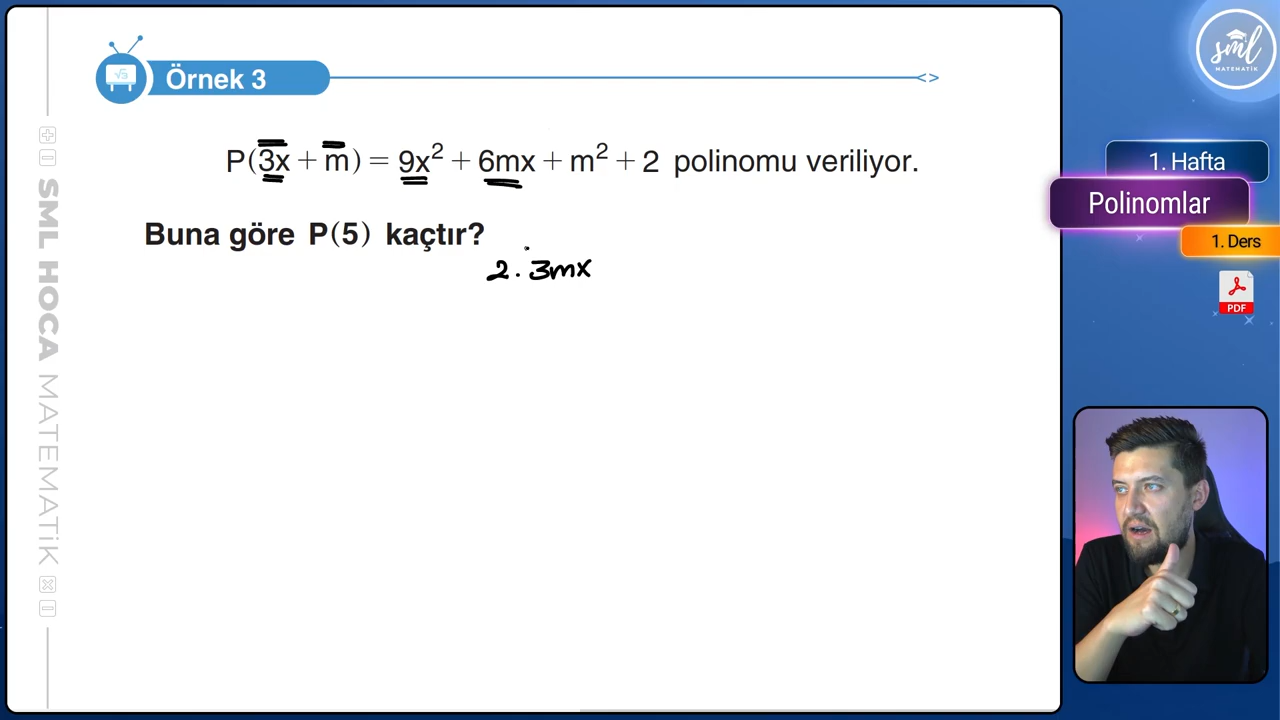 Örnek 3
P(3x + m) = 9x² + 6mx + m² + 2 polinomu veriliyor.
Buna göre P(5) kaçtır?
2 . 3mx
SML HOCA MATEMATİK
sml
MATEMATİK
1. Hafta
Polinomlar
1. Ders
PDF